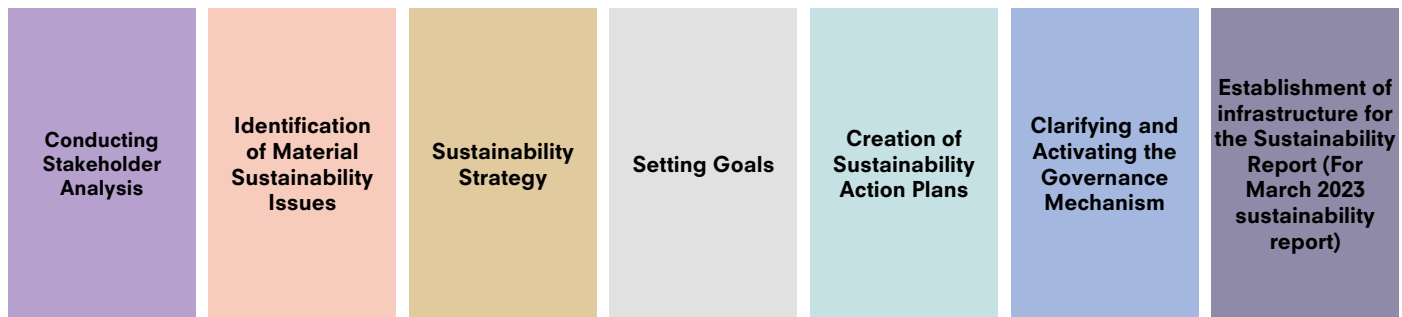 Conducting
Stakeholder
Analysis
Identification
of Material
Sustainability
Issues
Sustainability
Strategy
Setting Goals
Creation of
Sustainability
Action Plans
Clarifying and
Activating the
Governance
Mechanism
Establishment of
infrastructure for
the Sustainability
Report (For
March 2023
sustainability
report)